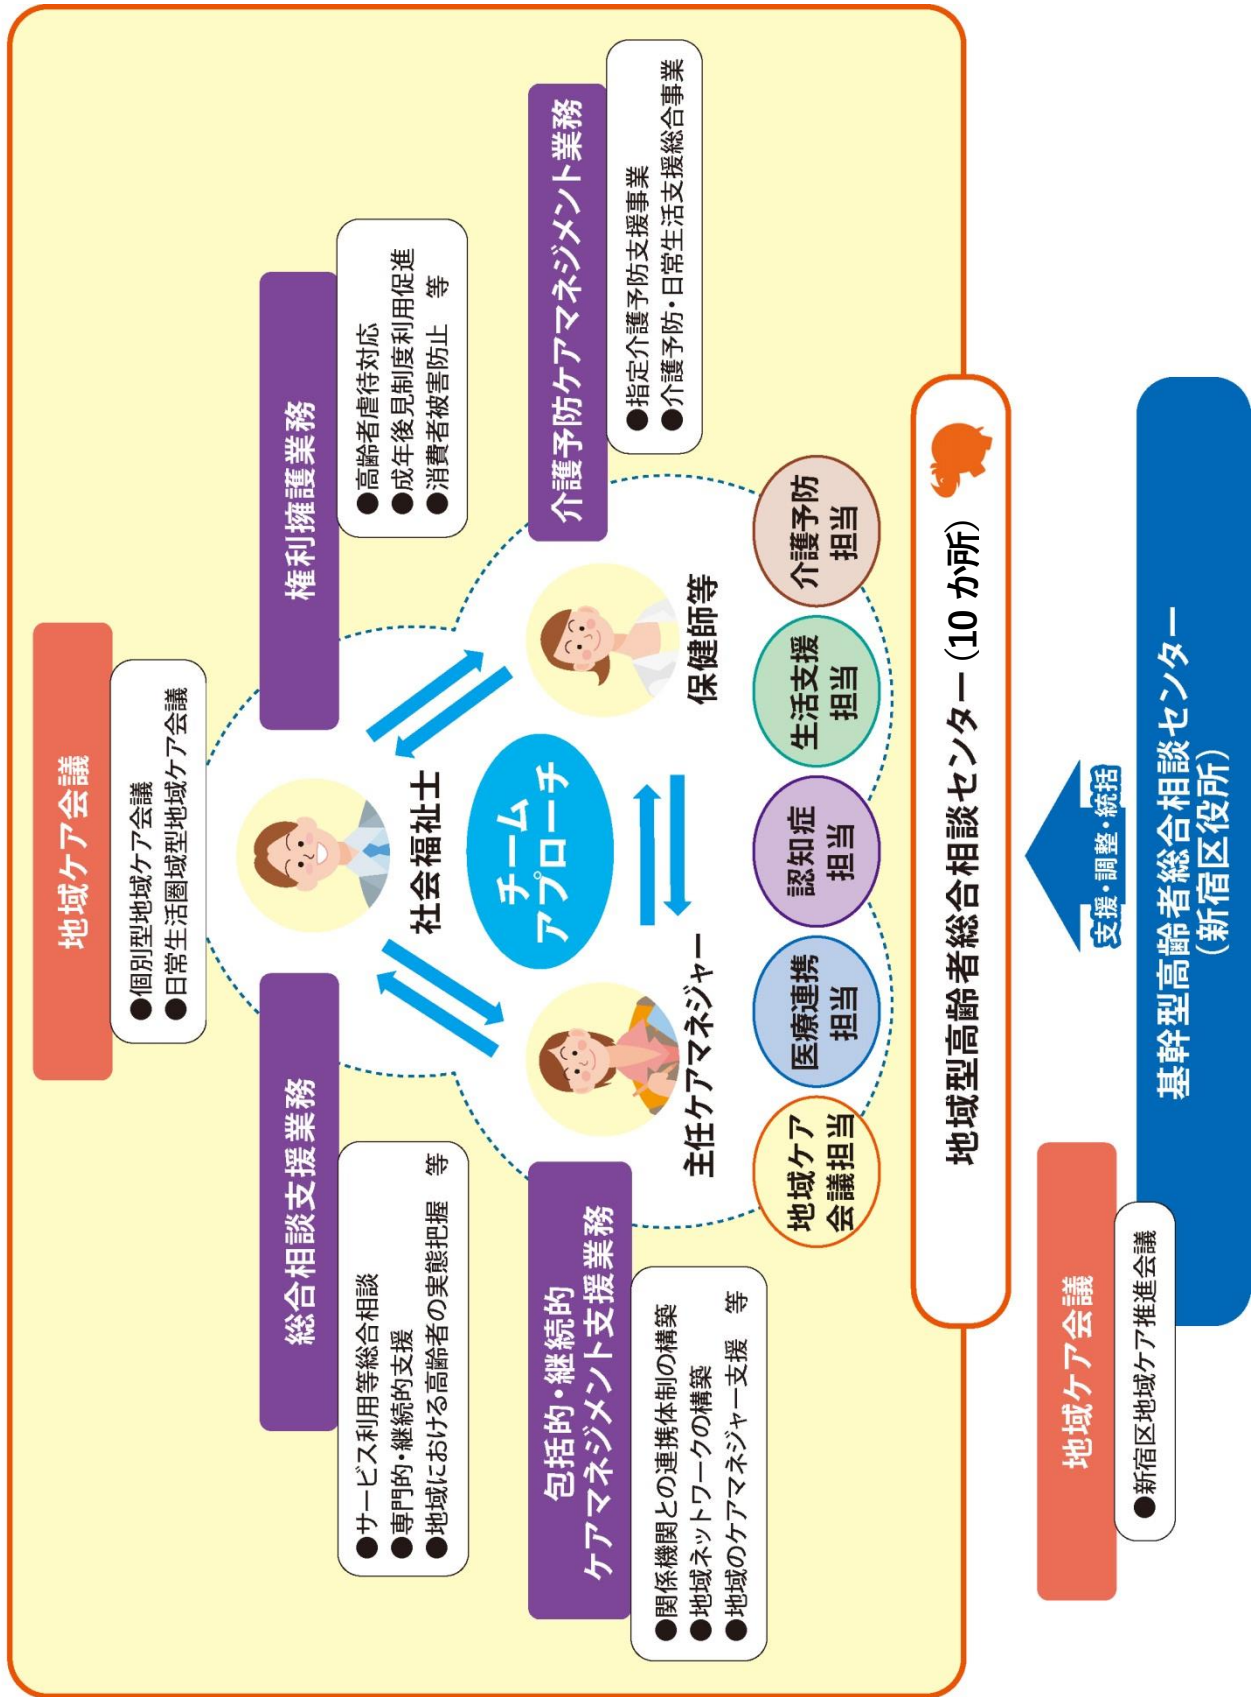 地域ケア会議
●個別型地域ケア会議
●日常生活圏域型地域ケア会議
総合相談支援業務
●サービス利用等総合相談
●専門的・継続的支援
●地域における高齢者の実態把握 等
権利擁護業務
●高齢者虐待対応
●成年後見制度利用促進
●消費者被害防止 等
社会福祉士
チーム
アプローチ
包括的・継続的
ケアマネジメント支援業務
●関係機関との連携体制の構築
●地域ネットワークの構築
●地域のケアマネジャー支援 等
介護予防ケアマネジメント業務
●指定介護予防支援事業
●介護予防・日常生活支援総合事業
主任ケアマネジャー
保健師等
地域ケア
会議担当
医療連携
担当
認知症
担当
生活支援
担当
介護予防
担当
地域型高齢者総合相談センター（10か所）
支援・調整・統括
地域ケア会議
●新宿区地域ケア推進会議
基幹型高齢者総合相談センター
（新宿区役所）